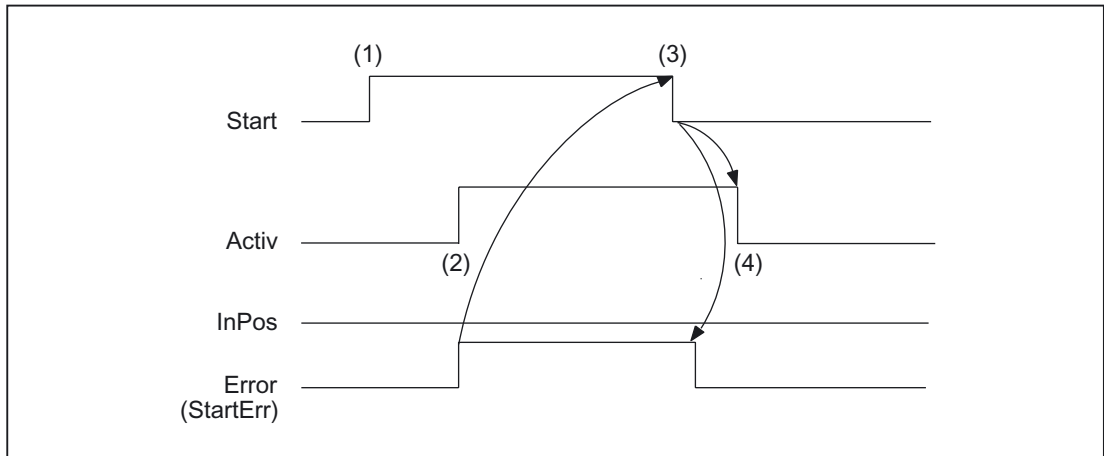 (1)
(3)
Start
Activ
(2)
(4)
InPos
Error
(StartErr)